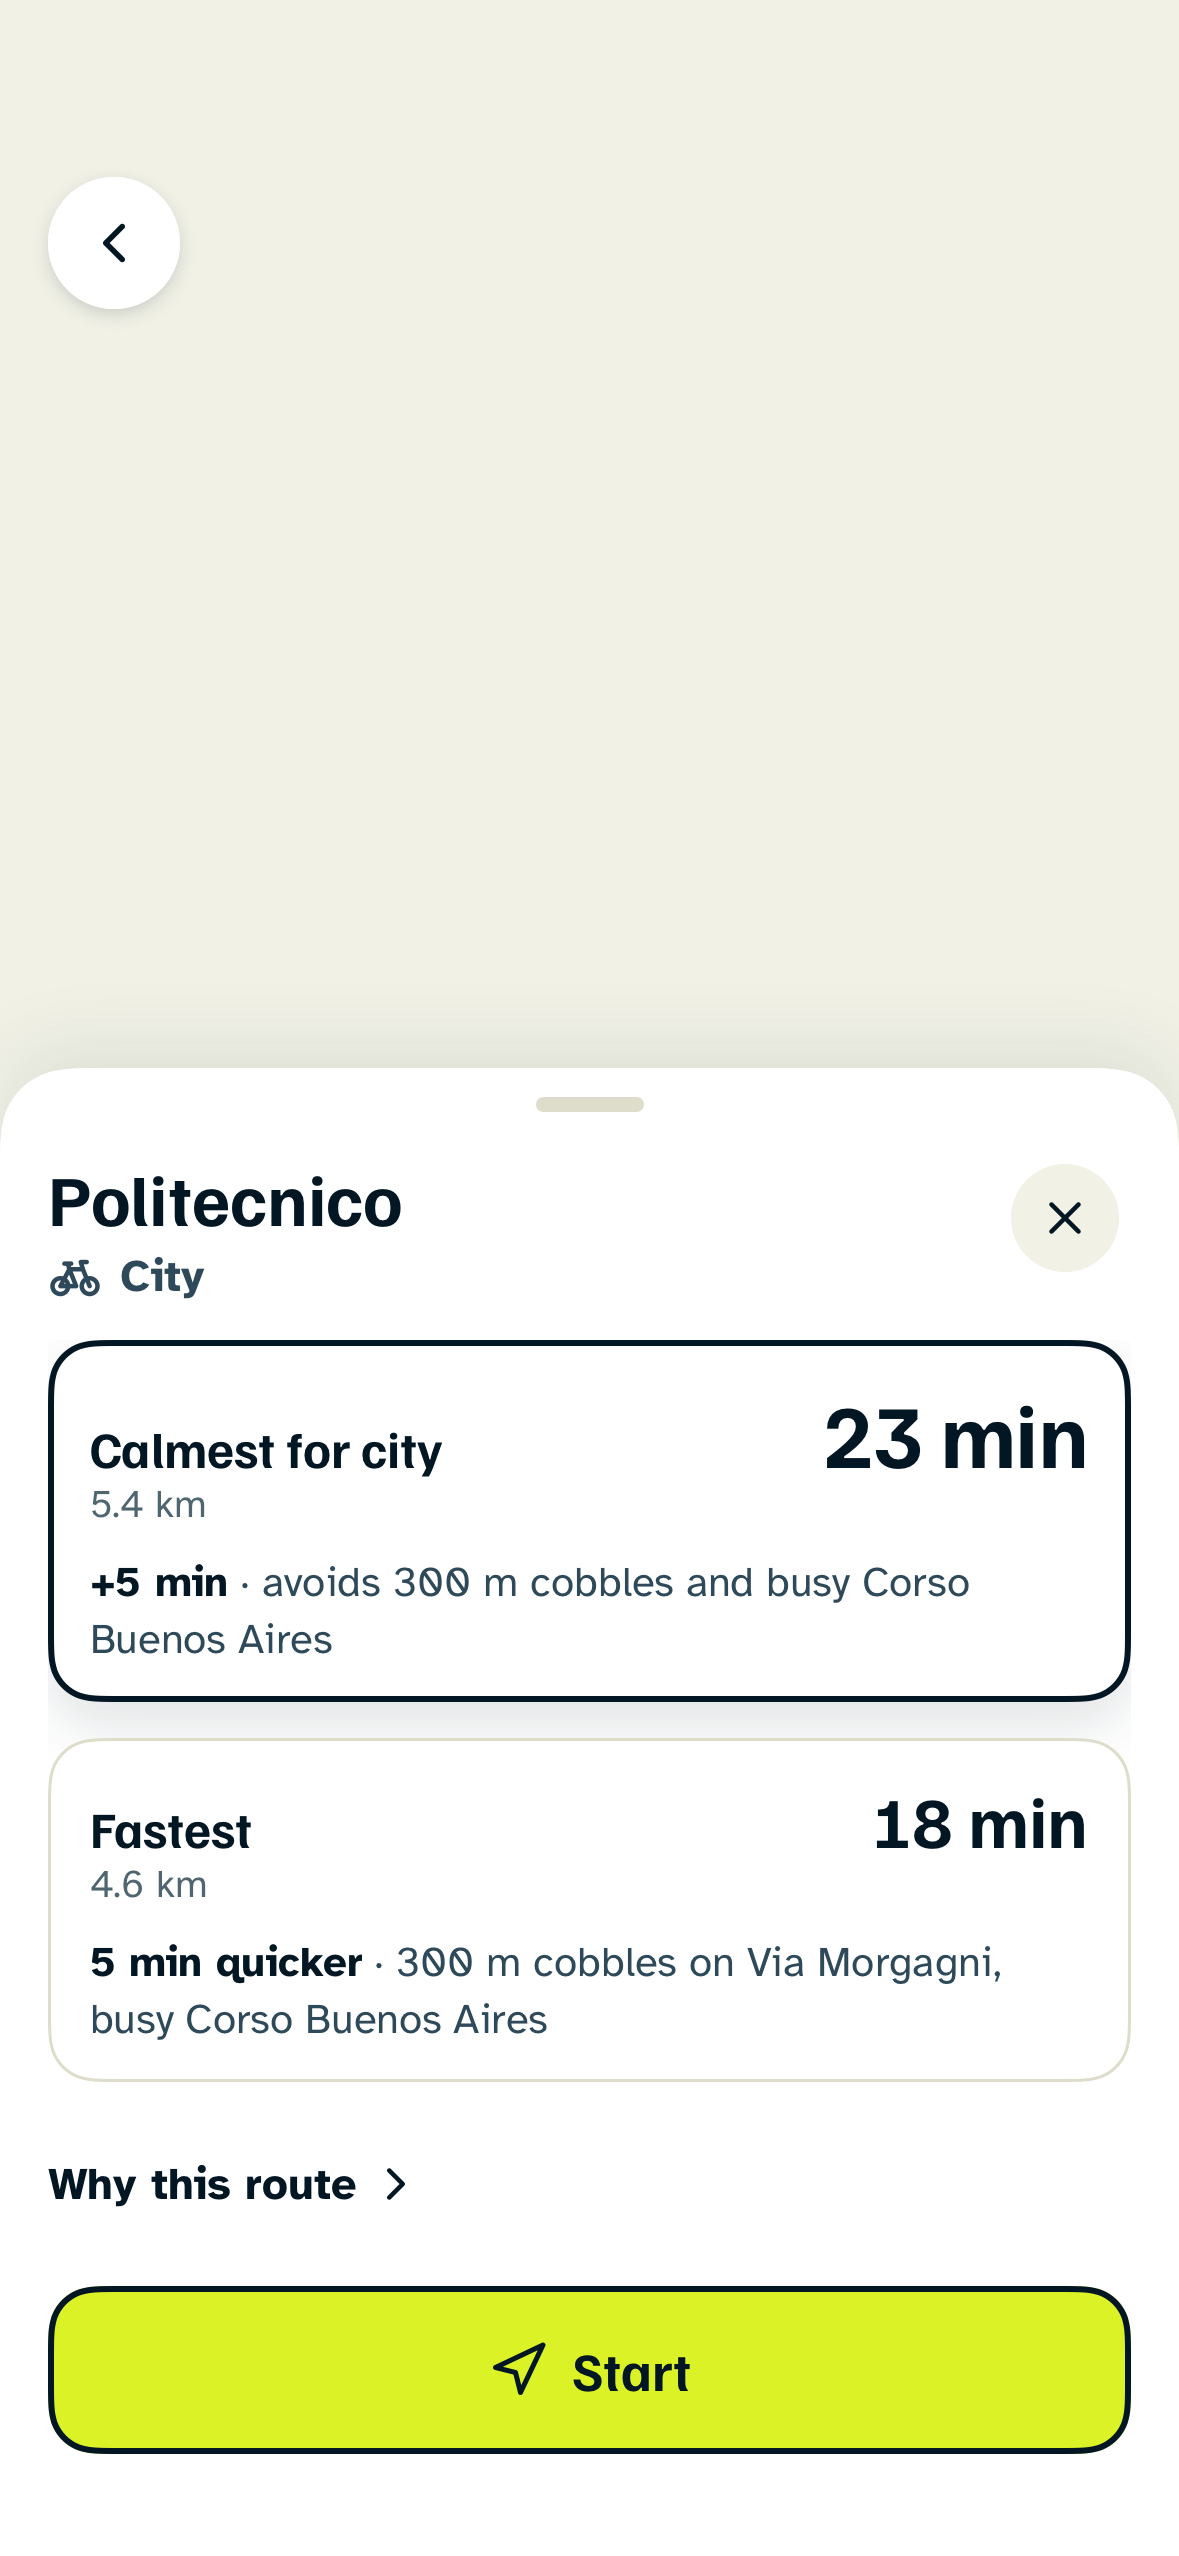 Politecnico
City
Calmest for city
23 min
5.4 km
+5 min · avoids 300 m cobbles and busy Corso
Buenos Aires
Fastest
18 min
4.6 km
5 min quicker · 300 m cobbles on Via Morgagni,
busy Corso Buenos Aires
Why this route
Start